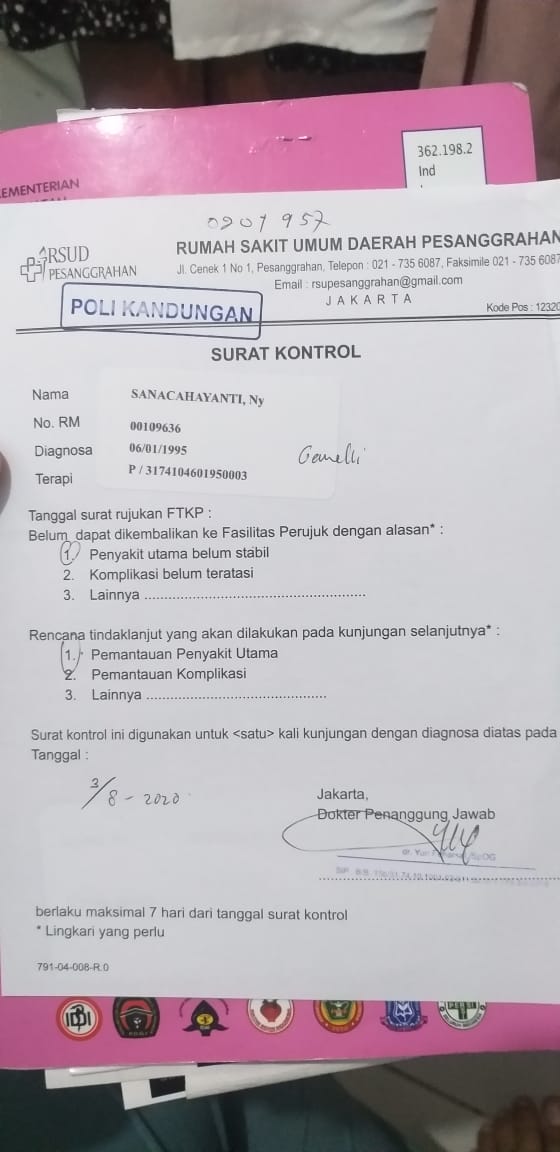 EMENTERIAN
362.198.2
Ind
0901957
RSUD
PESANGGRAHAN
RUMAH SAKIT UMUM DAERAH PESANGGRAHAN
Jl. Cenek 1 No 1, Pesanggrahan, Telepon : 021 - 735 6087, Faksimile 021 - 735 6087
Email : rsupesanggrahan@gmail.com
JAKARTA
Kode Pos : 12320
POLI KANDUNGAN
SURAT KONTROL
Nama SANACAHAYANTI, Ny
No. RM 00109636
Diagnosa 06/01/1995 Gemelli
Terapi P / 3174104601950003
Tanggal surat rujukan FTKP :
Belum dapat dikembalikan ke Fasilitas Perujuk dengan alasan* :
1. Penyakit utama belum stabil
2. Komplikasi belum teratasi
3. Lainnya
Rencana tindaklanjut yang akan dilakukan pada kunjungan selanjutnya* :
1. Pemantauan Penyakit Utama
2. Pemantauan Komplikasi
3. Lainnya
Surat kontrol ini digunakan untuk <satu> kali kunjungan dengan diagnosa diatas pada
Tanggal :
3/8 - 2020
Jakarta,
Dokter Penanggung Jawab
dr. Yuri SpOG
berlaku maksimal 7 hari dari tanggal surat kontrol
* Lingkari yang perlu
791-04-008-R.0
IBI